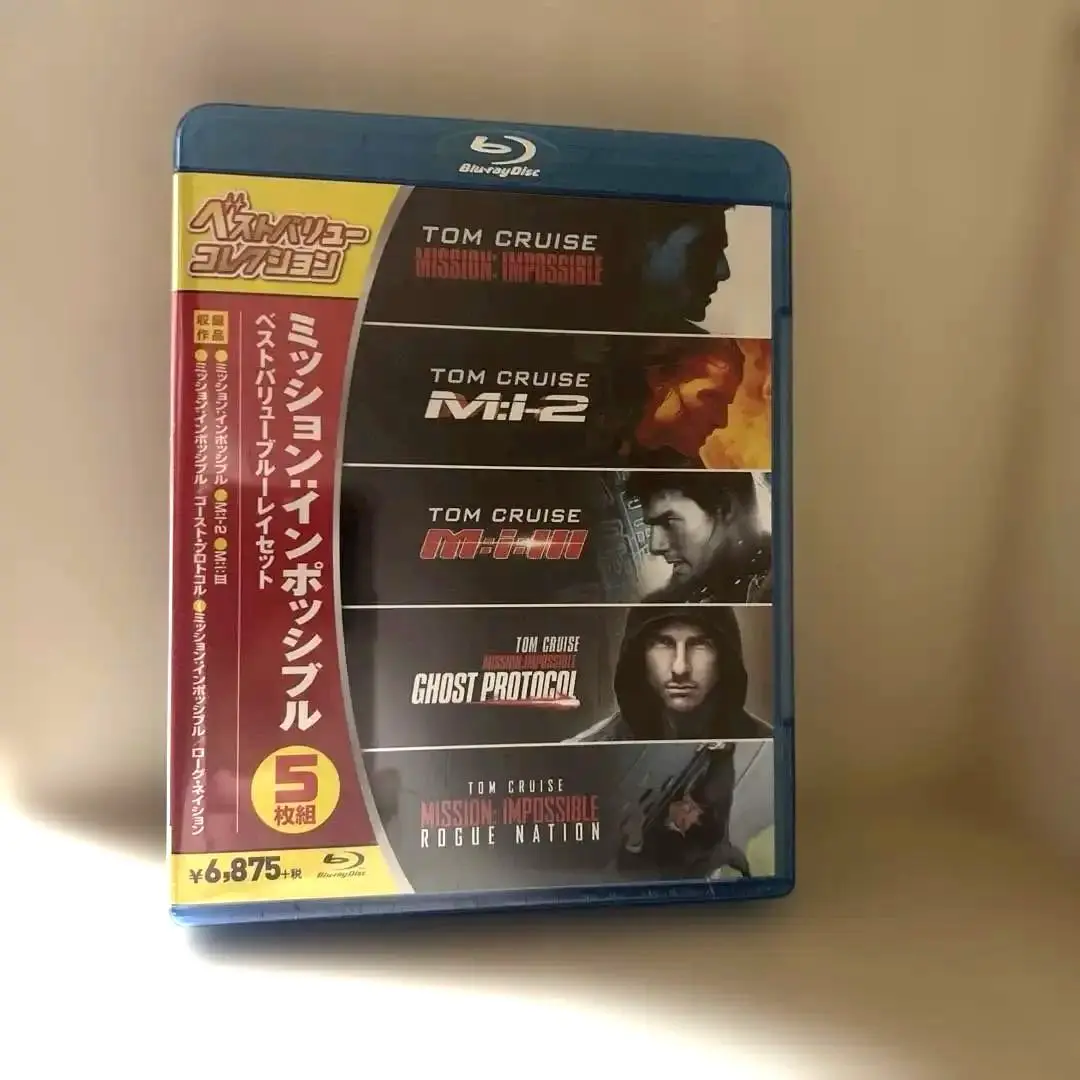 Blu-ray Disc
ベストバリュー
コレクション
収録
作品
ミッション:インポッシブル
ベストバリューブルーレイセット
●ミッション:インポッシブル ●M:I-2 ●M:i:III
●ミッション:インポッシブル/ゴースト・プロトコル ●ミッション:インポッシブル/ローグ・ネイション
5
枚組
¥6,875+税
Blu-ray Disc
TOM CRUISE
MISSION: IMPOSSIBLE
TOM CRUISE
M:I-2
TOM CRUISE
M:i:III
TOM CRUISE
MISSION: IMPOSSIBLE
GHOST PROTOCOL
TOM CRUISE
MISSION: IMPOSSIBLE
ROGUE NATION